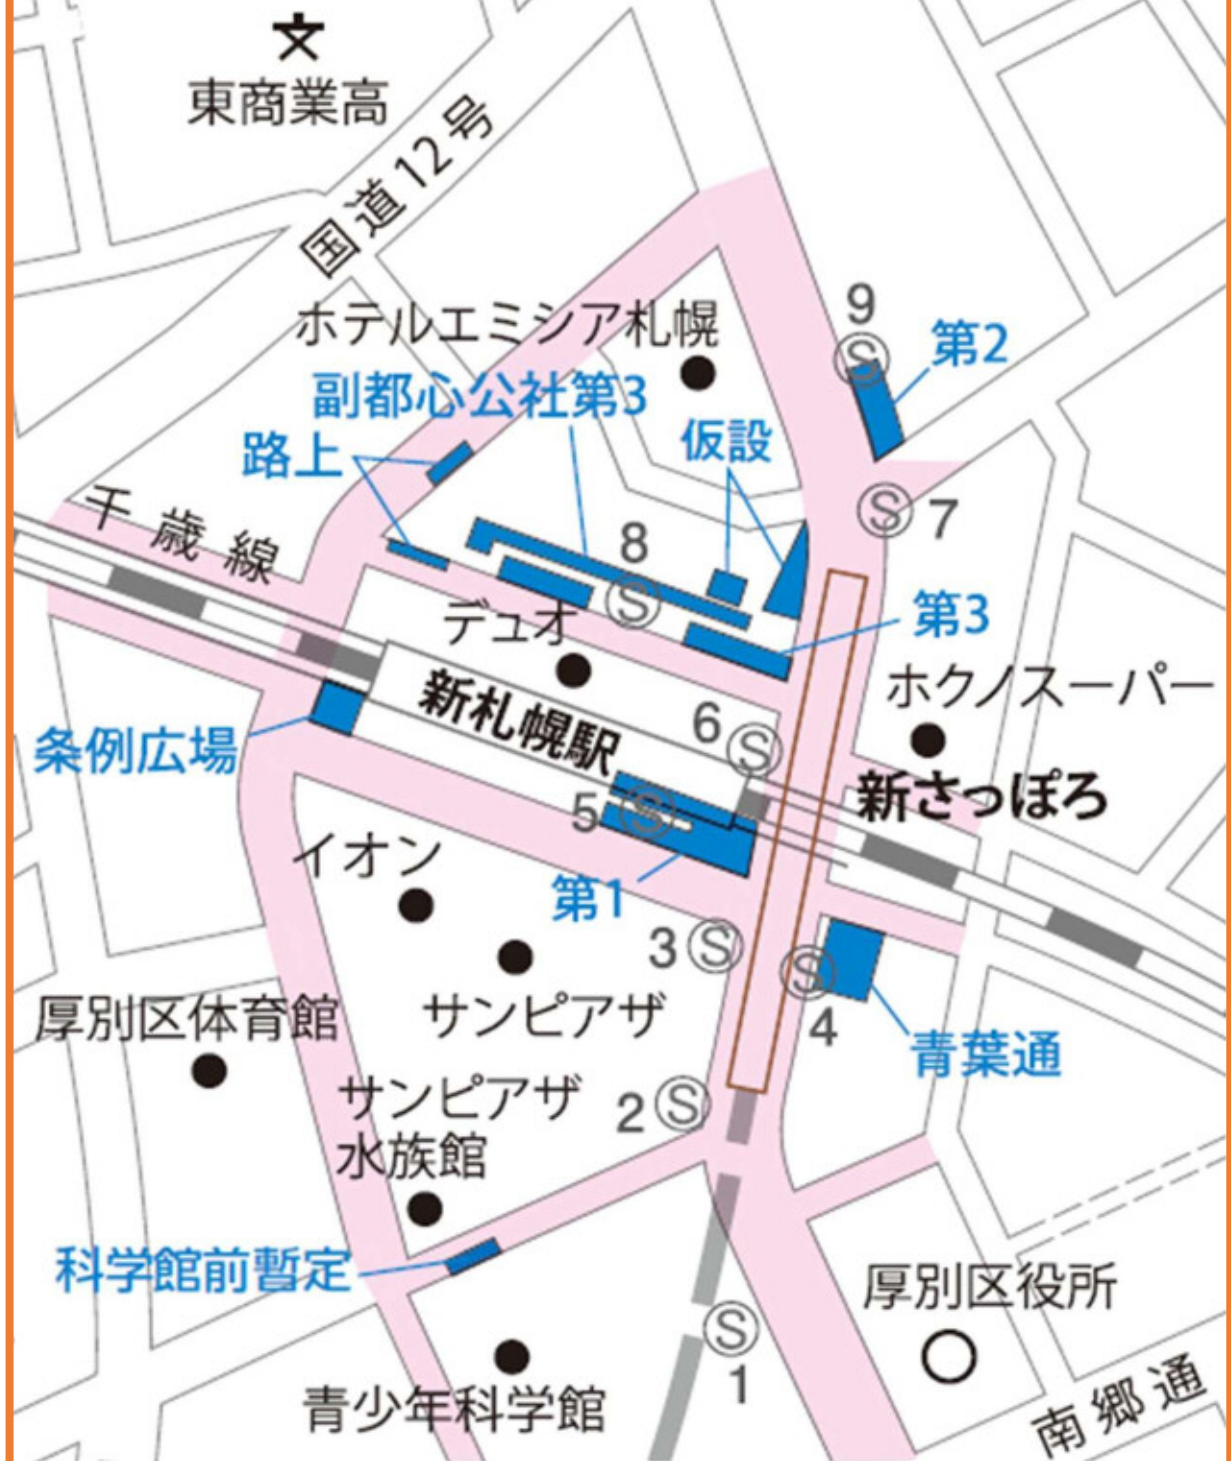 東商業高
国道12号
ホテルエミシア札幌
9
S
第2
副都心公社第3
路上
仮設
S
7
千歳線
8
S
デュオ
第3
ホクノスーパー
新札幌駅
6
S
条例広場
5
S
新さっぽろ
イオン
第1
3
S
S
4
サンピアザ
厚別区体育館
青葉通
サンピアザ
水族館
2
S
科学館前暫定
厚別区役所
S
1
青少年科学館
南郷通